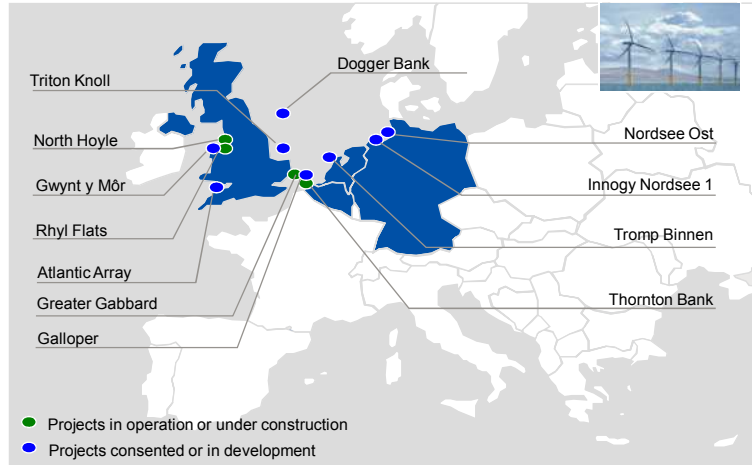 Dogger Bank
Triton Knoll
North Hoyle
Nordsee Ost
Gwynt y Môr
Innogy Nordsee 1
Rhyl Flats
Tromp Binnen
Atlantic Array
Greater Gabbard
Thornton Bank
Galloper
Projects in operation or under construction
Projects consented or in development